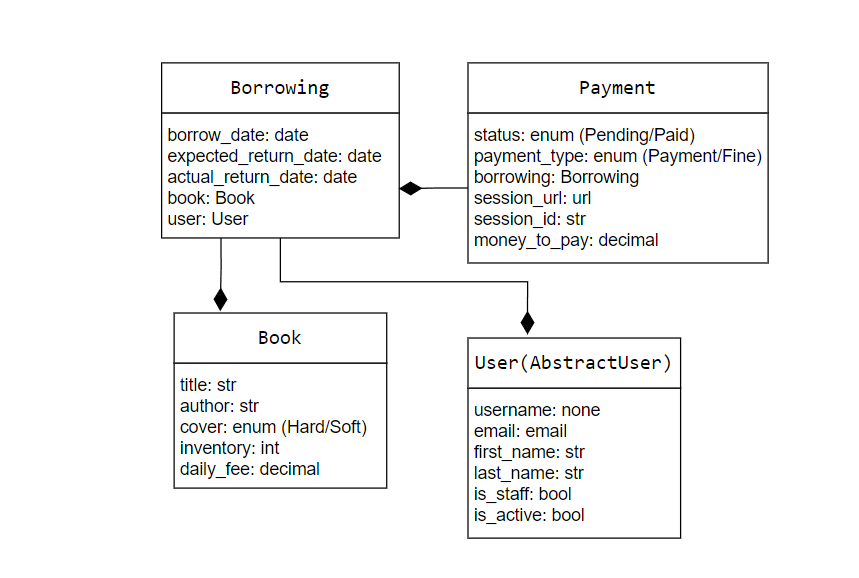 Borrowing
borrow_date: date
expected_return_date: date
actual_return_date: date
book: Book
user: User
Payment
status: enum (Pending/Paid)
payment_type: enum (Payment/Fine)
borrowing: Borrowing
session_url: url
session_id: str
money_to_pay: decimal
Book
title: str
author: str
cover: enum (Hard/Soft)
inventory: int
daily_fee: decimal
User(AbstractUser)
username: none
email: email
first_name: str
last_name: str
is_staff: bool
is_active: bool